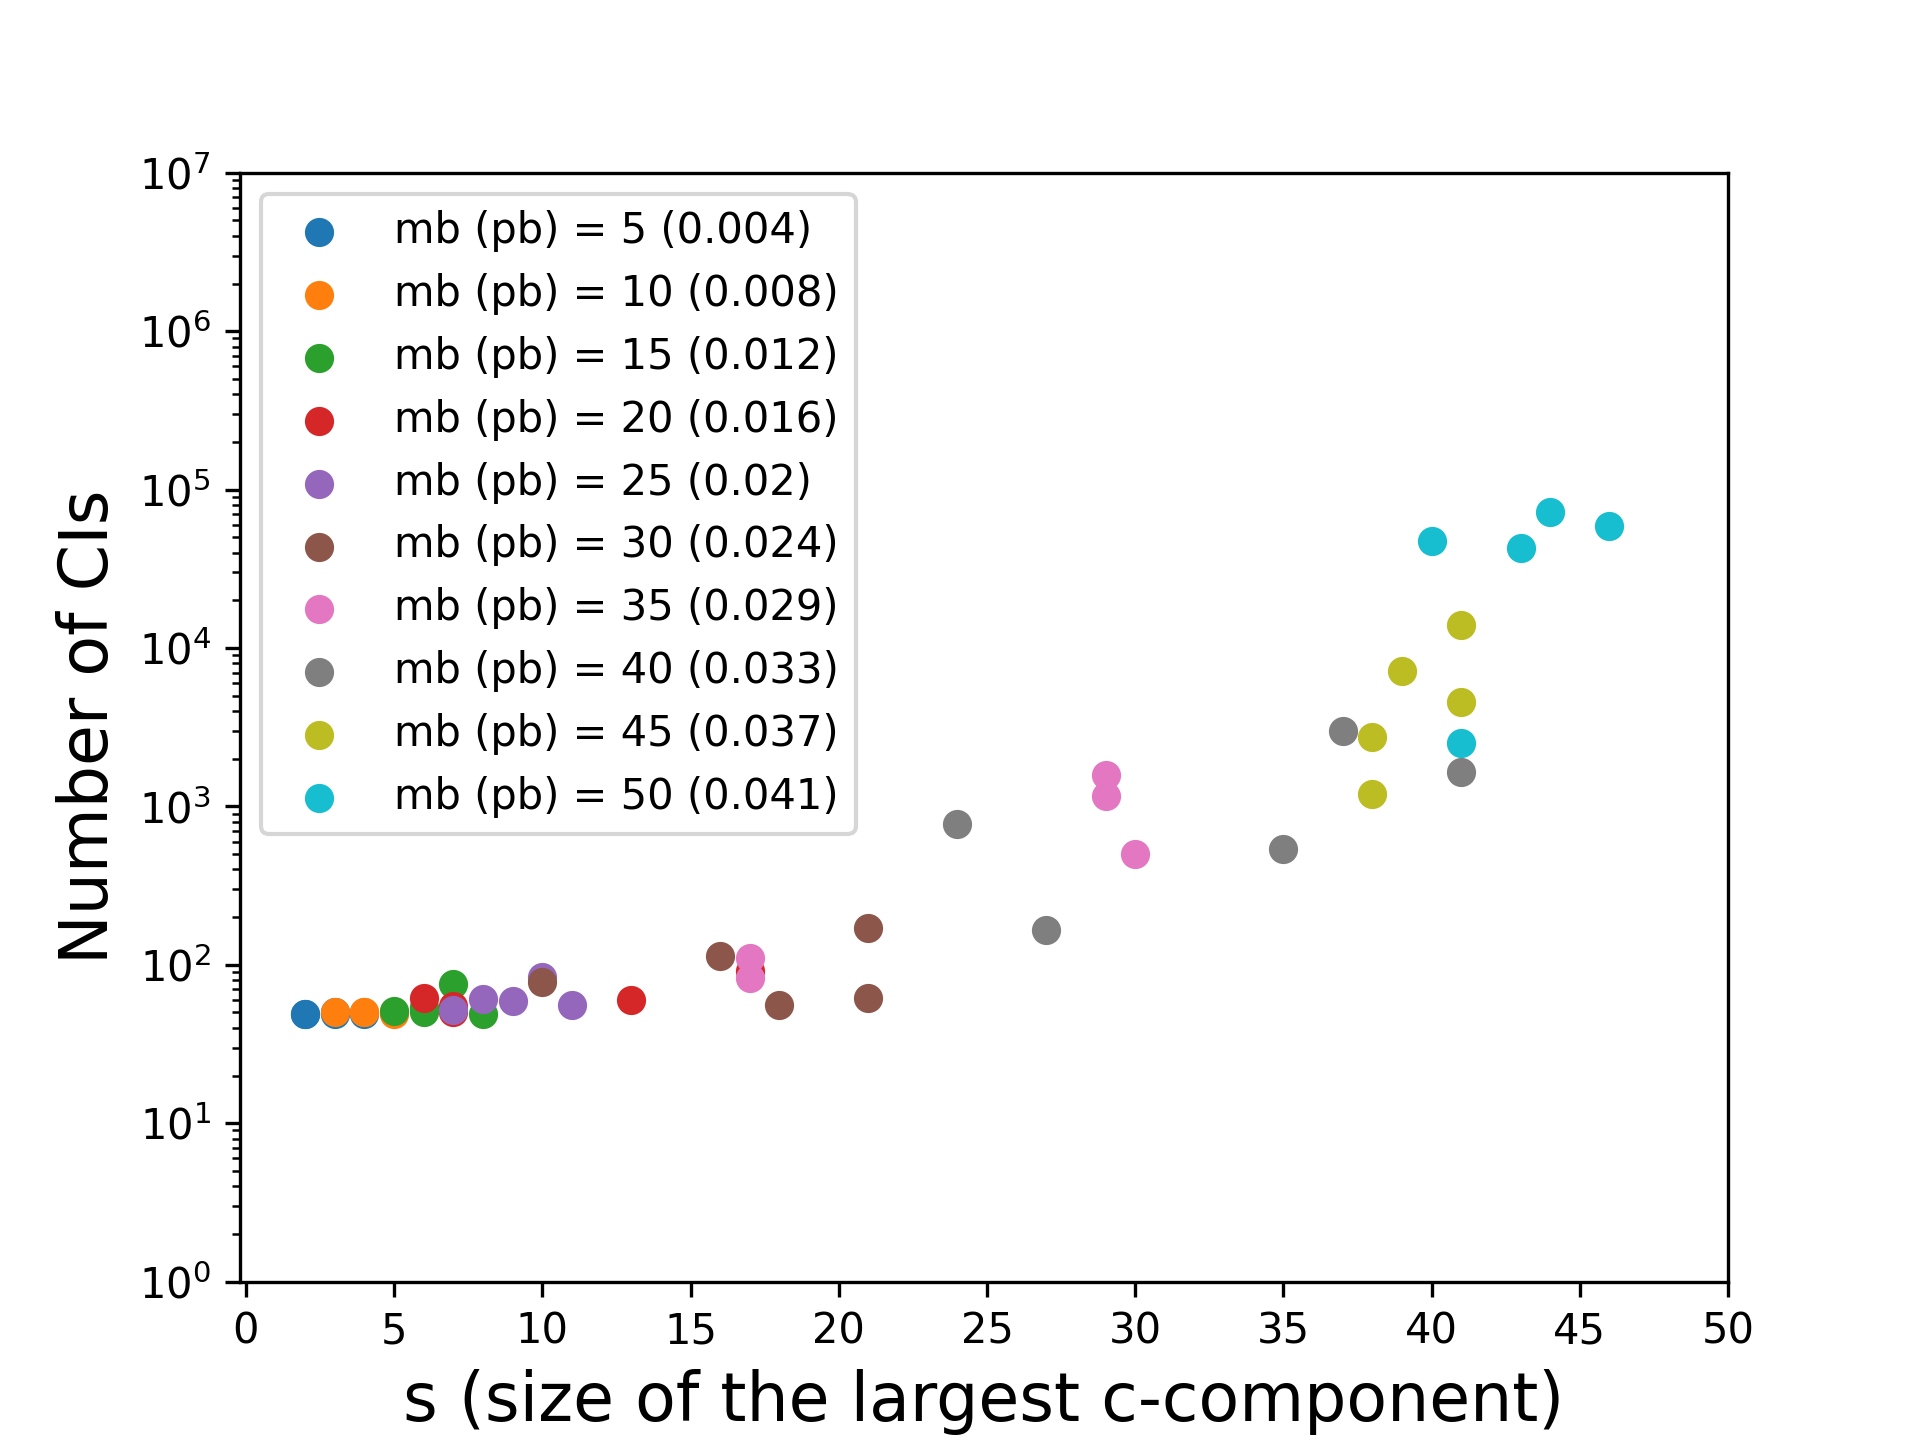 10^7
10^6
10^5
10^4
10^3
10^2
10^1
10^0
Number of CIs
mb (pb) = 5 (0.004)
mb (pb) = 10 (0.008)
mb (pb) = 15 (0.012)
mb (pb) = 20 (0.016)
mb (pb) = 25 (0.02)
mb (pb) = 30 (0.024)
mb (pb) = 35 (0.029)
mb (pb) = 40 (0.033)
mb (pb) = 45 (0.037)
mb (pb) = 50 (0.041)
0 5 10 15 20 25 30 35 40 45 50
s (size of the largest c-component)